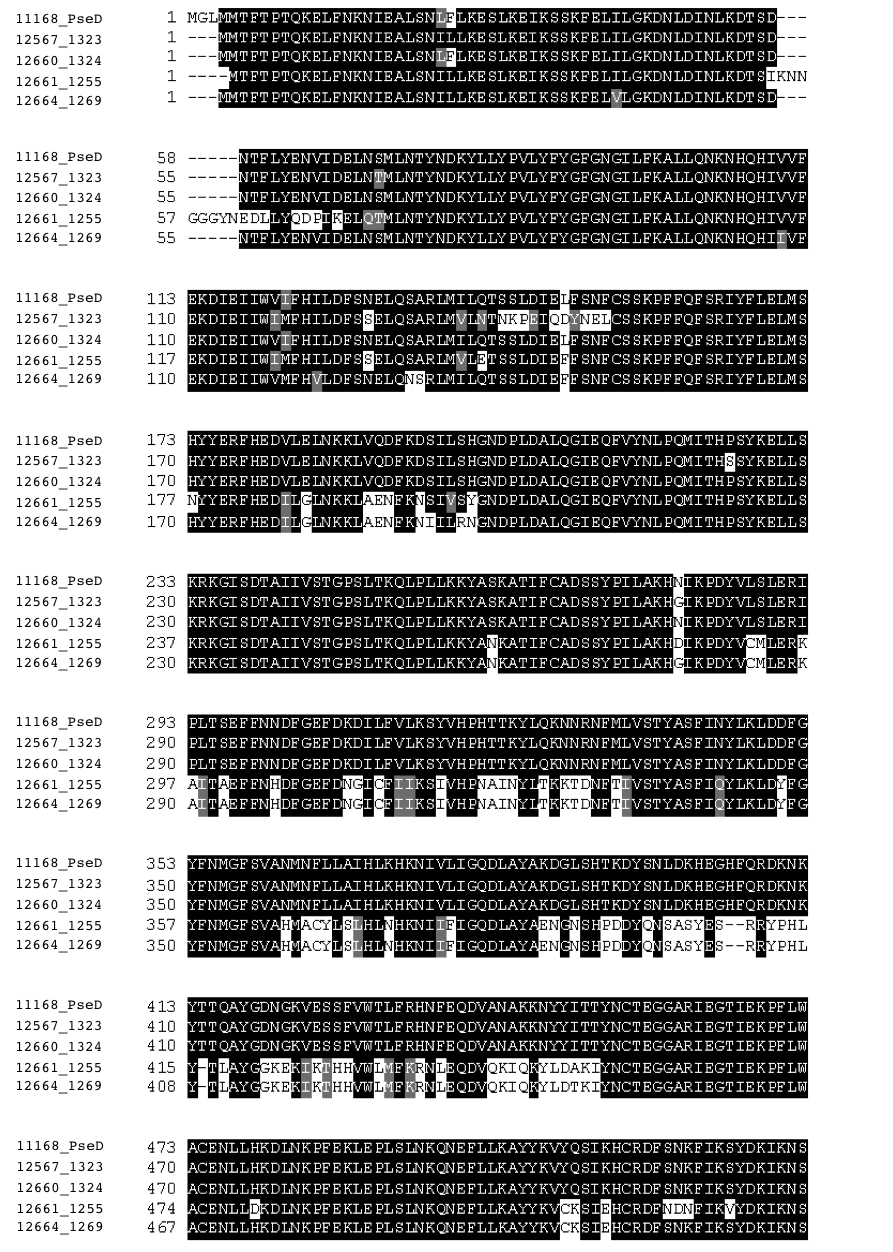 11168_PseD 1 MGLMMTFTPTQKELFNKNIEALSNLFLKESLKEIKSSKFELILGKDNLDINLKDTSD---
12567_1323 1 ---MMTFTPTQKELFNKNIEALSNILLKESLKEIKSSKFELILGKDNLDINLKDTSD---
12660_1324 1 ---MMTFTPTQKELFNKNIEALSNLFLKESLKEIKSSKFELILGKDNLDINLKDTSD---
12661_1255 1 ----MTFTPTQKELFNKNIEALSNILLKESLKEIKSSKFELILGKDNLDINLKDTSIKNN
12664_1269 1 ---MMTFTPTQKELFNKNIEALSNILLKESLKEIKSSKFELVLGKDNLDINLKDTSD---
11168_PseD 58 -----NTFLYENVIDELNSMLNTYNDKYLLYPVLYFYGFGNGILFKALLQNKNHQHIVVF
12567_1323 55 -----NTFLYENVIDELNTMLNTYNDKYLLYPVLYFYGFGNGILFKALLQNKNHQHIVVF
12660_1324 55 -----NTFLYENVIDELNSMLNTYNDKYLLYPVLYFYGFGNGILFKALLQNKNHQHIVVF
12661_1255 57 GGGYNEDLLYQDPIKELQTMLNTYNDKYLLYPVLYFYGFGNGILFKALLQNKNHQHIVVF
12664_1269 55 -----NTFLYENVIDELNSMLNTYNDKYLLYPVLYFYGFGNGILFKALLQNKNHQHIIVF
11168_PseD 113 EKDIEIIWVIFHILDFSNELQSARLMILQTSSLDIELFSNFCSSKPFFQFSRIYFLELMS
12567_1323 110 EKDIEIIWIMFHILDFSSELQSARLMVLNTNKPEIQDYNELCSSKPFFQFSRIYFLELMS
12660_1324 110 EKDIEIIWVIFHILDFSNELQSARLMILQTSSLDIELFSNFCSSKPFFQFSRIYFLELMS
12661_1255 117 EKDIEIIWIMFHILDFSSELQSARLMVLETSSLDIEFFSNFCSSKPFFQFSRIYFLELMS
12664_1269 110 EKDIEIIWVMFHVLDFSNELQNSRLMILQTSSLDIEFFSNFCSSKPFFQFSRIYFLELMS
11168_PseD 173 HYYERFHEDVLELNKKLVQDFKDSILSHGNDPLDALQGIEQFVYNLPQMITHPSYKELLS
12567_1323 170 HYYERFHEDVLELNKKLVQDFKDSILSHGNDPLDALQGIEQFVYNLPQMITHSSYKELLS
12660_1324 170 HYYERFHEDVLELNKKLVQDFKDSILSHGNDPLDALQGIEQFVYNLPQMITHPSYKELLS
12661_1255 177 NYYERFHEDILGLNKKLAENFKNSIVSYGNDPLDALQGIEQFVYNLPQMITHPSYKELLS
12664_1269 170 HYYERFHEDILGLNKKLAENFKNIILRNGNDPLDALQGIEQFVYNLPQMITHPSYKELLS
11168_PseD 233 KRKGISDTAIIVSTGPSLTKQLPLLKKYASKATIFCADSSYPILAKHNIKPDYVLSLERI
12567_1323 230 KRKGISDTAIIVSTGPSLTKQLPLLKKYASKATIFCADSSYPILAKHGIKPDYVLSLERI
12660_1324 230 KRKGISDTAIIVSTGPSLTKQLPLLKKYASKATIFCADSSYPILAKHNIKPDYVLSLERI
12661_1255 237 KRKGISDTAIIVSTGPSLTKQLPLLKKYANKATIFCADSSYPILAKHDIKPDYVCMLERK
12664_1269 230 KRKGISDTAIIVSTGPSLTKQLPLLKKYANKATIFCADSSYPILAKHGIKPDYVCMLERK
11168_PseD 293 PLTSEFFNNDFGEFDKDILFVLKSYVHPHTTKYLQKNNRNFMLVSTYASFINYLKLDDFG
12567_1323 290 PLTSEFFNNDFGEFDKDILFVLKSYVHPHTTKYLQKNNRNFMLVSTYASFINYLKLDDFG
12660_1324 290 PLTSEFFNNDFGEFDKDILFVLKSYVHPHTTKYLQKNNRNFMLVSTYASFINYLKLDDFG
12661_1255 297 AITAEFFNHDFGEFDNGICFIIKSIVHPNAINYLTKKTDNFTIVSTYASFIQYLKLDYFG
12664_1269 290 AITAEFFNHDFGEFDNGICFIIKSIVHPNAINYLTKKTDNFTIVSTYASFIQYLKLDYFG
11168_PseD 353 YFNMGFSVANMNFLLAIHLKHKNIVLIGQDLAYAKDGLSHTKDYSNLDKHEGHFQRDKNK
12567_1323 350 YFNMGFSVANMNFLLAIHLKHKNIVLIGQDLAYAKDGLSHTKDYSNLDKHEGHFQRDKNK
12660_1324 350 YFNMGFSVANMNFLLAIHLKHKNIVLIGQDLAYAKDGLSHTKDYSNLDKHEGHFQRDKNK
12661_1255 357 YFNMGFSVAHMACYLSLHLNHKNIIFIGQDLAYAENGNSHPDDYQNSASYES--RRYPHL
12664_1269 350 YFNMGFSVAHMACYLSLHLNHKNIIFIGQDLAYAENGNSHPDDYQNSASYES--RRYPHL
11168_PseD 413 YTTQAYGDNGKVESSFVWTLFRHNFEQDVANAKKNYYITTYNCTEGGARIEGTIEKPFLW
12567_1323 410 YTTQAYGDNGKVESSFVWTLFRHNFEQDVANAKKNYYITTYNCTEGGARIEGTIEKPFLW
12660_1324 410 YTTQAYGDNGKVESSFVWTLFRHNFEQDVANAKKNYYITTYNCTEGGARIEGTIEKPFLW
12661_1255 415 Y-TLAYGGKEKIKTHHVWLMFKRNLEQDVQKIQKYLDAKIYNCTEGGARIEGTIEKPFLW
12664_1269 408 Y-TLAYGGKEKIKTHHVWLMFKRNLEQDVQKIQKYLDTKIYNCTEGGARIEGTIEKPFLW
11168_PseD 473 ACENLLHKDLNKPFEKLEPLSLNKQNEFLLKAYYKVYQSIKHCRDFSNKFIKSYDKIKNS
12567_1323 470 ACENLLHKDLNKPFEKLEPLSLNKQNEFLLKAYYKVYQSIKHCRDFSNKFIKSYDKIKNS
12660_1324 470 ACENLLHKDLNKPFEKLEPLSLNKQNEFLLKAYYKVYQSIKHCRDFSNKFIKSYDKIKNS
12661_1255 474 ACENLLDKDLNKPFEKLEPLSLNKQNEFLLKAYYKVCKSIEHCRDFNDNFIKVYDKIKNS
12664_1269 467 ACENLLHKDLNKPFEKLEPLSLNKQNEFLLKAYYKVCKSIEHCRDFSNKFIKSYDKIKNS